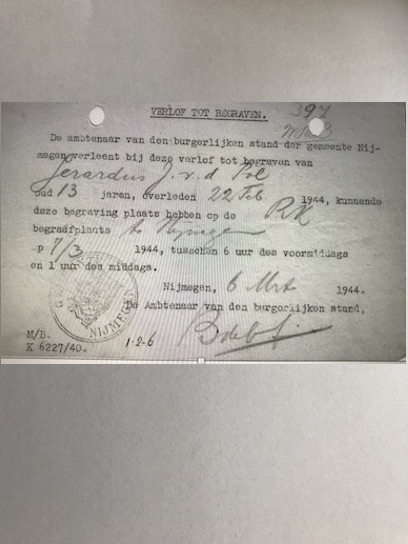 VERLOF TOT BEGRAVEN.
397
De ambtenaar van den burgerlijken stand der gemeente Nij-
megen verleent bij deze verlof tot begraven van
Gerardus J. v. d Pol
oud 13 jaren, overleden 22 Feb. 1944, kunnende
deze begraving plaats hebben op de RK
begraafplaats te Nijmegen
op 7/3 1944, tusschen 6 uur des voormiddags
en 1 uur des middags.
Nijmegen, 6 Mrt 1944.
De Ambtenaar van den burgerlijken stand,
NIJMEGEN
M/B.
K 6227/40.
1-2-6